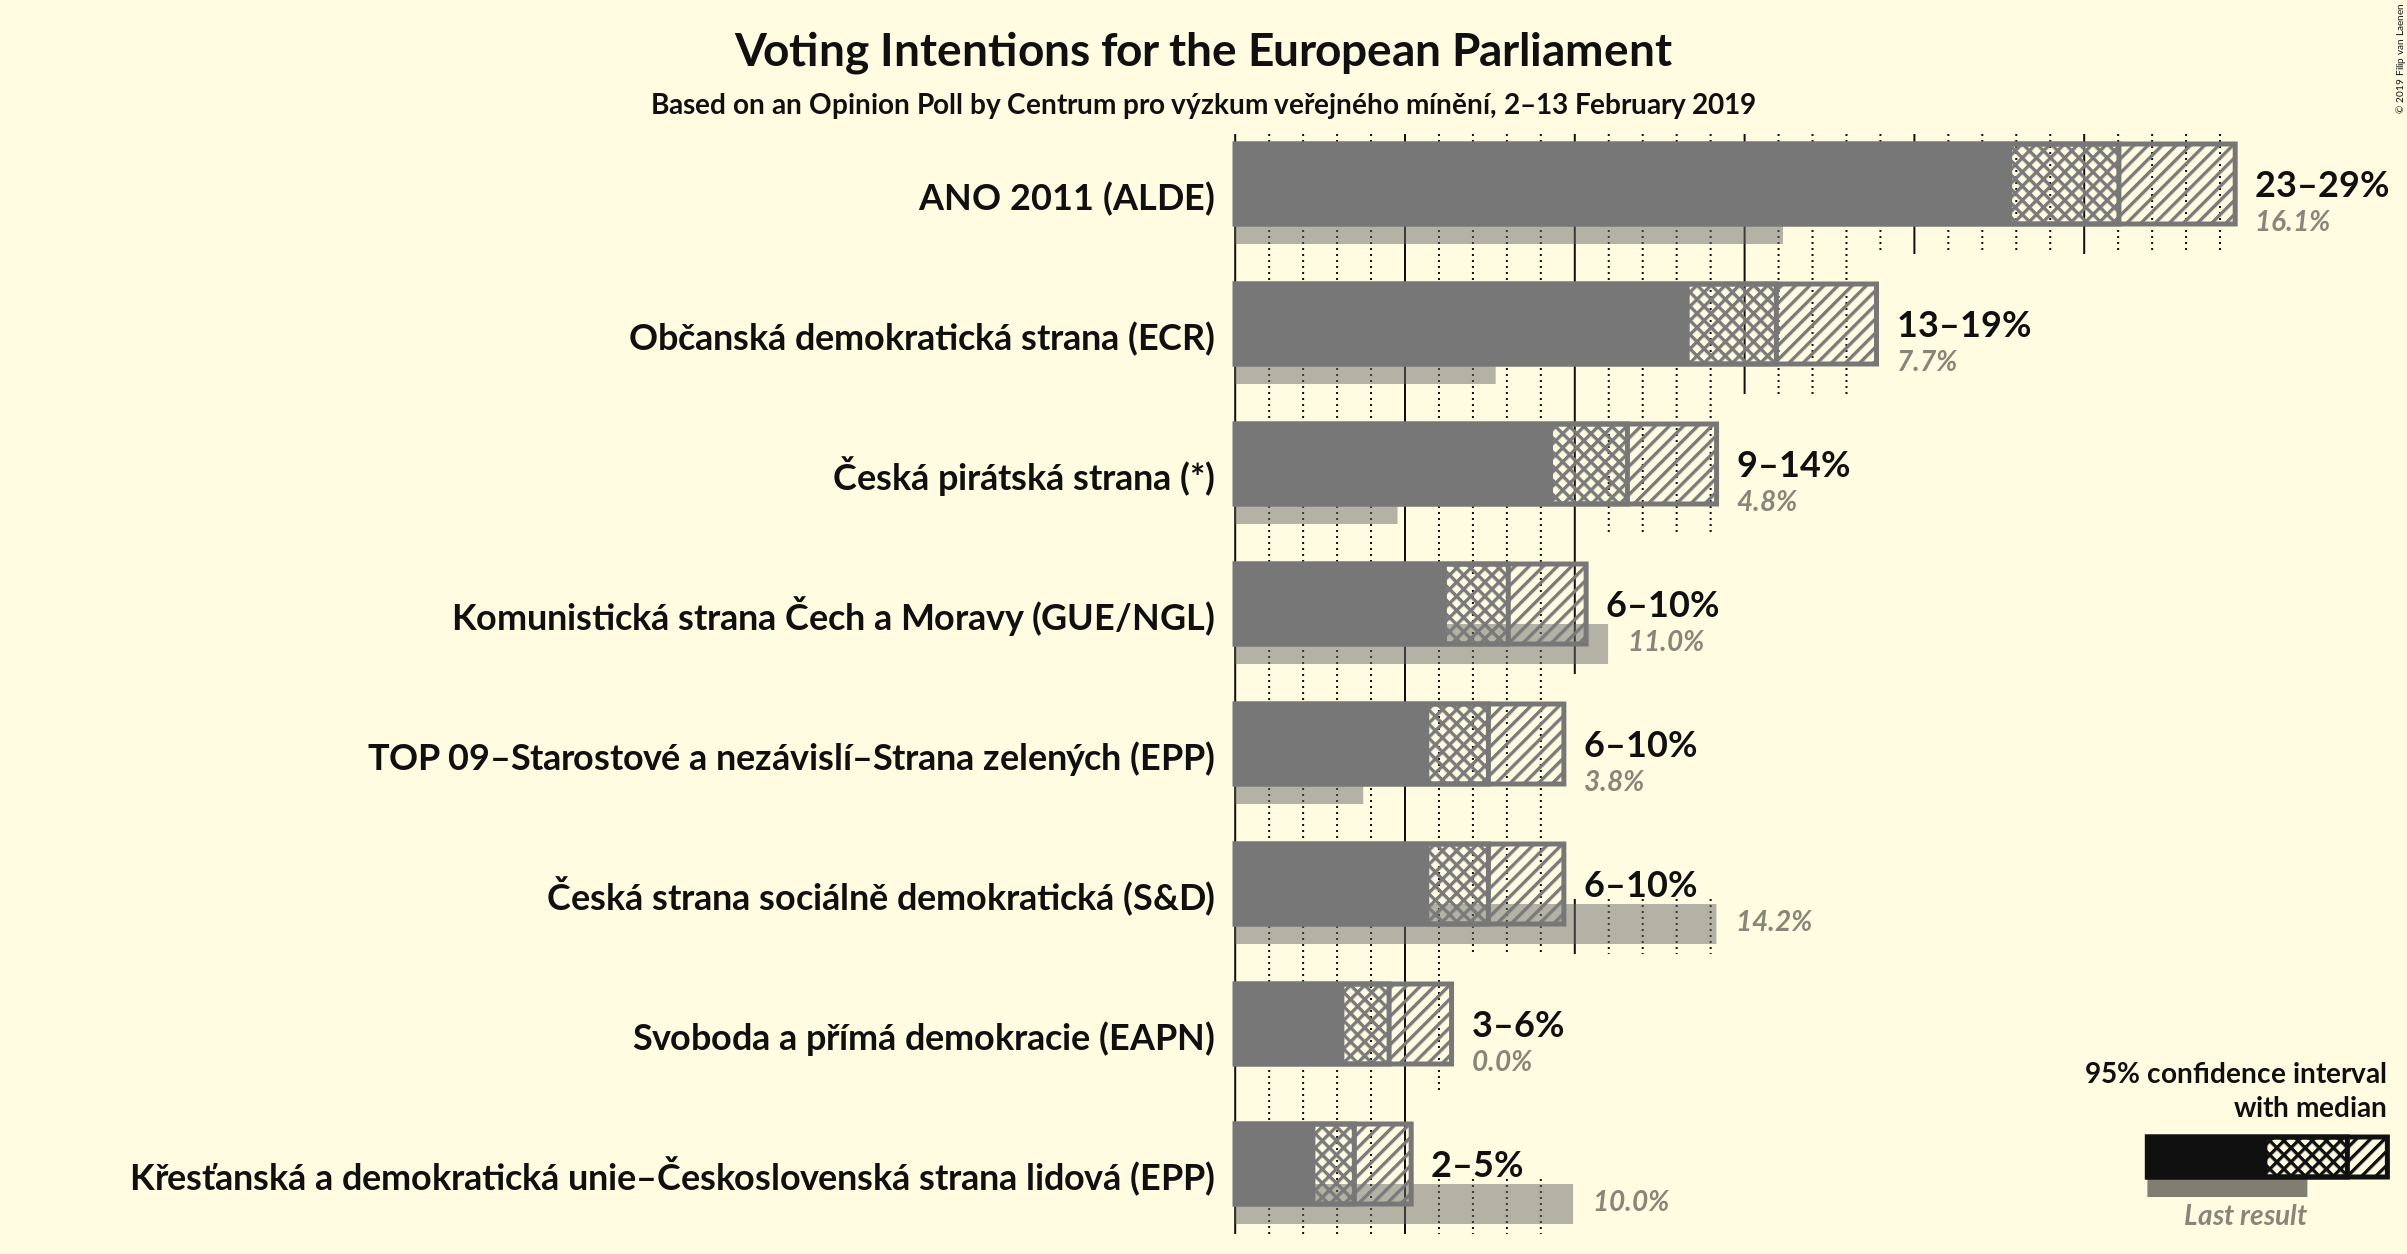 Voting Intentions for the European Parliament
Based on an Opinion Poll by Centrum pro výzkum veřejného mínění, 2–13 February 2019
© 2019 Filip van Laenen
ANO 2011 (ALDE)
23–29%
16.1%
Občanská demokratická strana (ECR)
13–19%
7.7%
Česká pirátská strana (*)
9–14%
4.8%
Komunistická strana Čech a Moravy (GUE/NGL)
6–10%
11.0%
TOP 09–Starostové a nezávislí–Strana zelených (EPP)
6–10%
3.8%
Česká strana sociálně demokratická (S&D)
6–10%
14.2%
Svoboda a přímá demokracie (EAPN)
3–6%
0.0%
Křesťanská a demokratická unie–Československá strana lidová (EPP)
2–5%
10.0%
95% confidence interval
with median
Last result